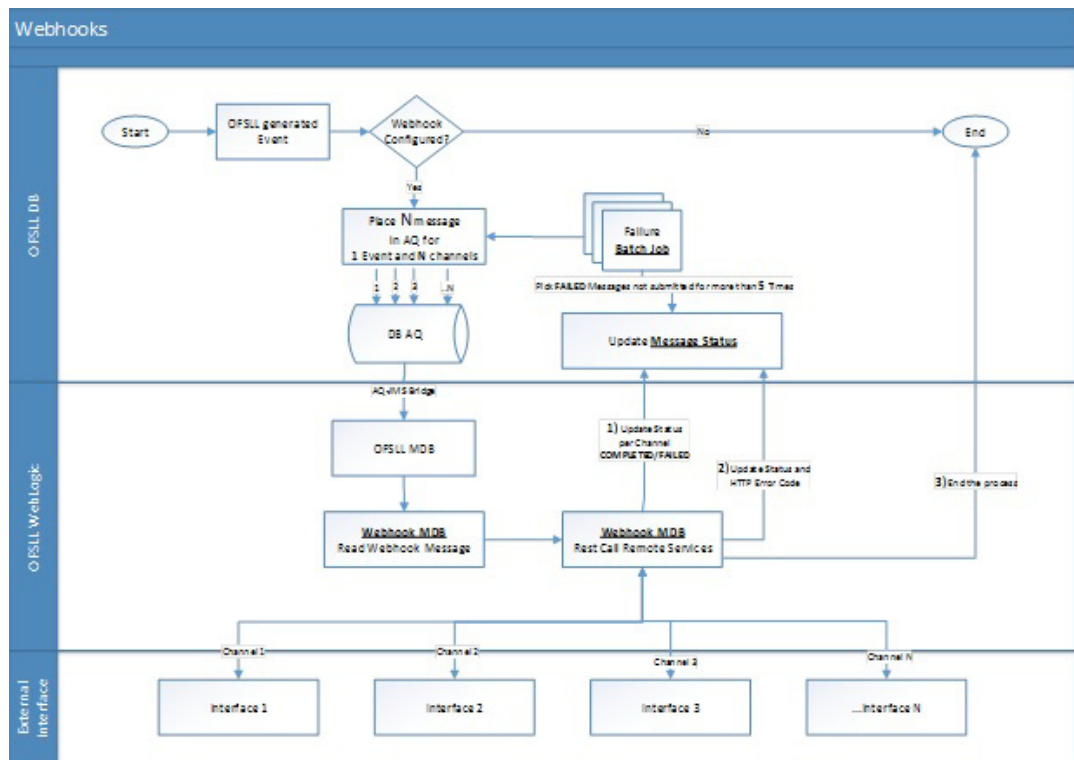 Webhooks
OFSLL DB
Start
OFSLL generated
Event
Webhook
Configured?
No
End
Yes
Place N message
in AQ for
1 Event and N channels
Failure
Batch Job
1
2
3
...N
Pick FAILED Messages not submitted for more than 5 Times
DB AQ
Update Message Status
OFSLL WebLogic
AQ-JMS Bridge
OFSLL MDB
1) Update Status
per Channel
COMPLETED/FAILED
2) Update Status and
HTTP Error Code
3) End the process
Webhook MDB
Read Webhook Message
Webhook MDB
Rest Call Remote Services
External
Interface
Channel 1
Channel 2
Channel 3
Channel N
Interface 1
Interface 2
Interface 3
...Interface N